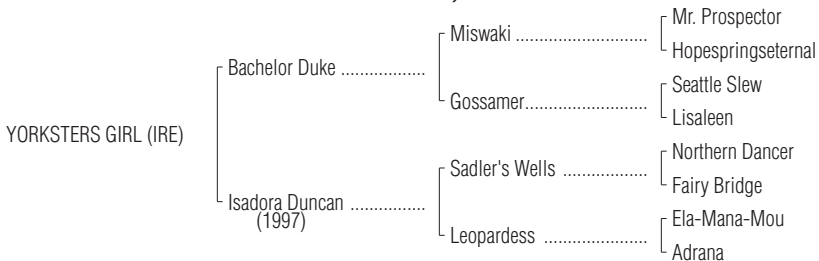 Mr. Prospector
Miswaki ............................
Hopespringseternal
Bachelor Duke ..................
Seattle Slew
Gossamer..........................
Lisaleen
YORKSTERS GIRL (IRE)
Northern Dancer
Sadler's Wells ..................
Fairy Bridge
Isadora Duncan ................
(1997)
Ela-Mana-Mou
Leopardess ......................
Adrana